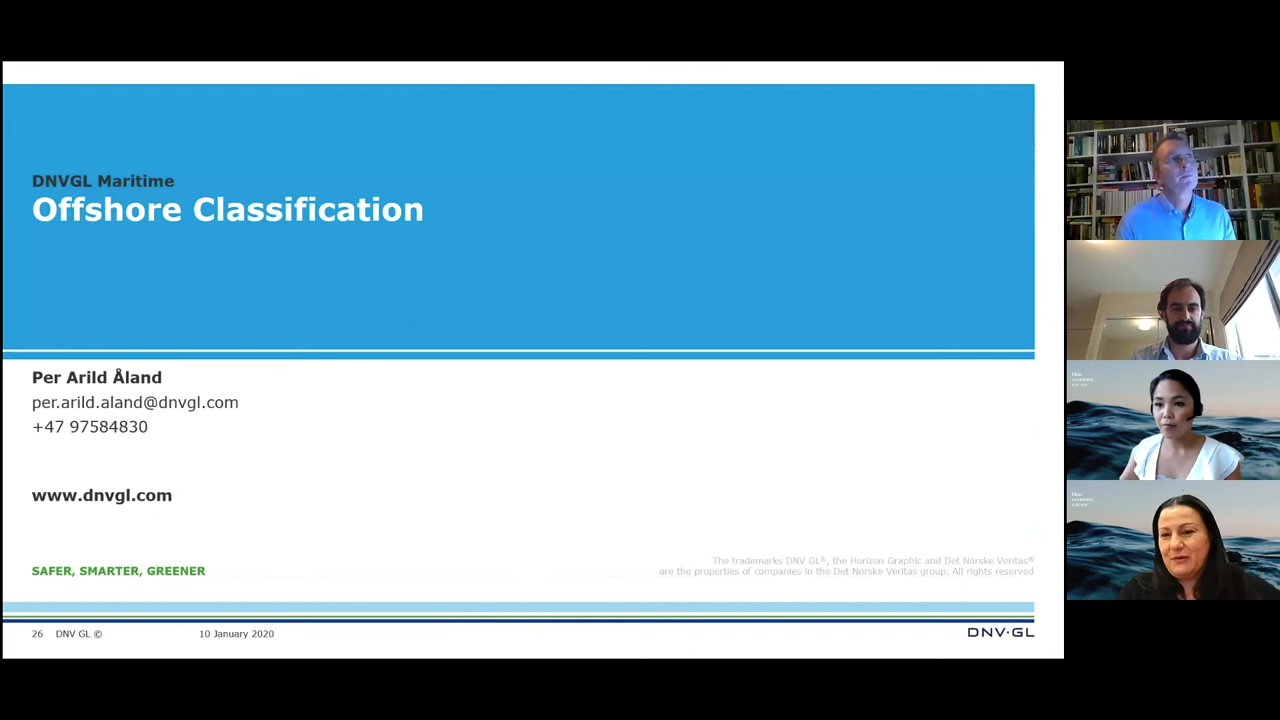 DNVGL Maritime
Offshore Classification
Per Arild Åland
per.arild.aland@dnvgl.com
+47 97584830
www.dnvgl.com
The trademarks DNV GL®, the Horizon Graphic and Det Norske Veritas®
are the properties of companies in the Det Norske Veritas group. All rights reserved
SAFER, SMARTER, GREENER
26 DNV GL © 10 January 2020
DNV·GL